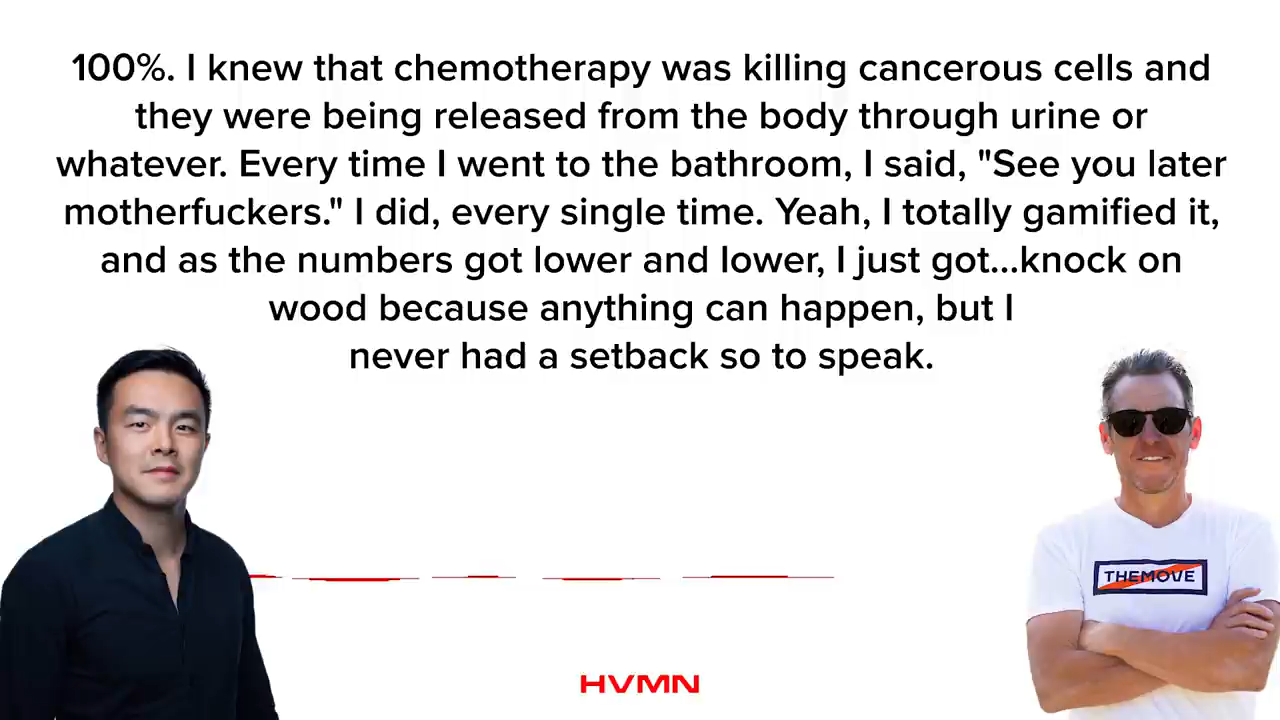 100%. I knew that chemotherapy was killing cancerous cells and
they were being released from the body through urine or
whatever. Every time I went to the bathroom, I said, "See you later
motherfuckers." I did, every single time. Yeah, I totally gamified it,
and as the numbers got lower and lower, I just got...knock on
wood because anything can happen, but I
never had a setback so to speak.
THEMOVE
HVMN